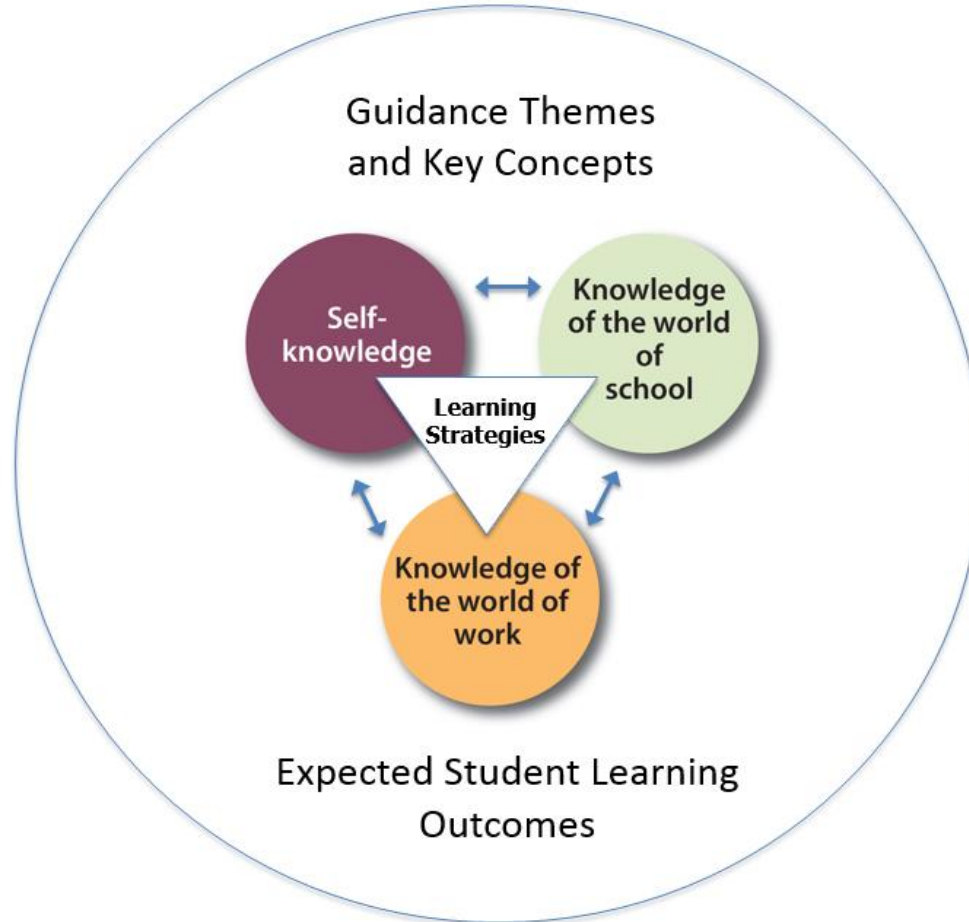 Guidance Themes
and Key Concepts
Self-
knowledge
Knowledge
of the world
of
school
Learning
Strategies
Knowledge of
the world of
work
Expected Student Learning
Outcomes